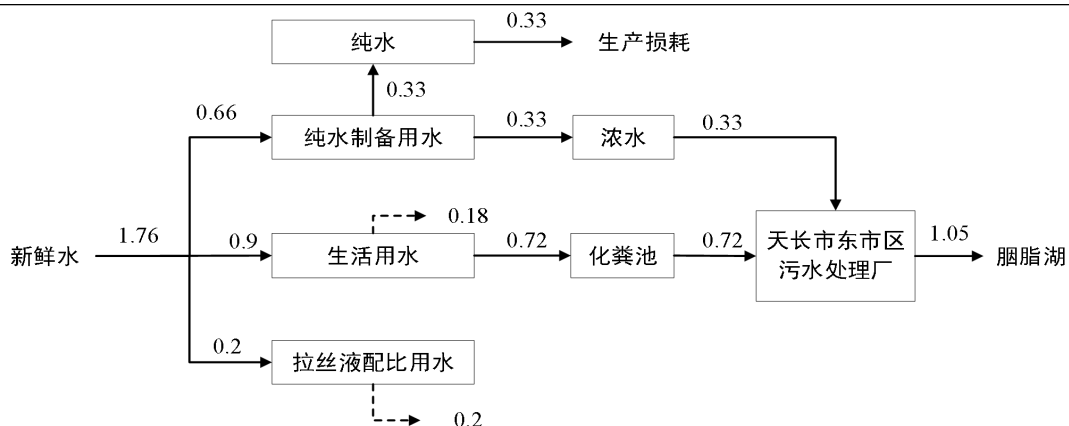 0.33
纯水
生产损耗
0.33
0.66
纯水制备用水
0.33
浓水
0.33
0.18
新鲜水
1.76
0.9
生活用水
0.72
化粪池
0.72
天长市东市区
污水处理厂
1.05
胭脂湖
0.2
拉丝液配比用水
0.2